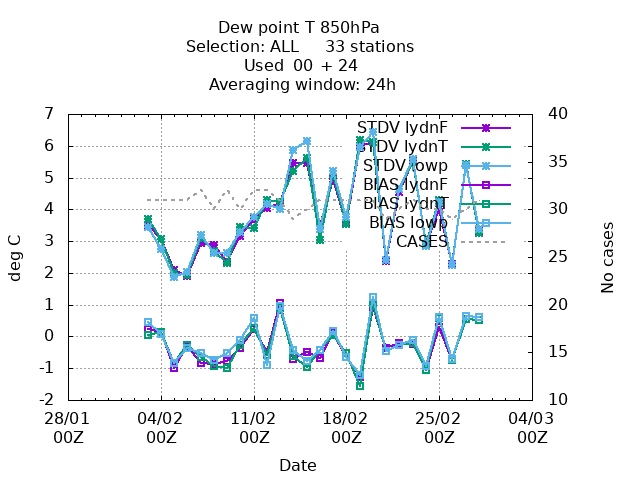 Dew point T 850hPa
Selection: ALL 33 stations
Used 00 + 24
Averaging window: 24h
7 40
STDV lydnF
STDV lydnT
6
STDV lowp
35
5
BIAS lydnF
BIAS lydnT
4 30
BIAS lowp
CASES
3
25
deg C No cases
2
1 20
0
15
-1
-2 10
28/01 04/02 11/02 18/02 25/02 04/03
00Z 00Z 00Z 00Z 00Z 00Z
Date